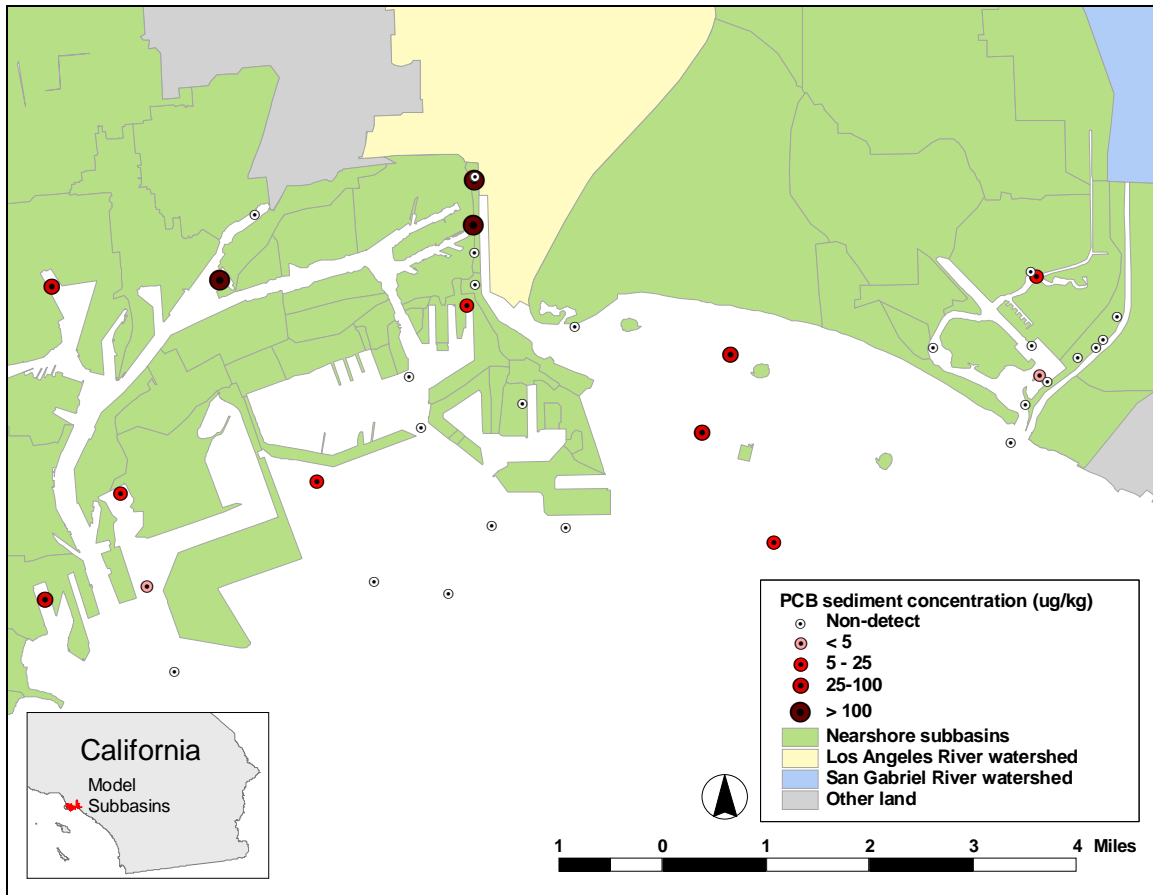 PCB sediment concentration (ug/kg)
Non-detect
< 5
5 - 25
25-100
> 100
Nearshore subbasins
Los Angeles River watershed
San Gabriel River watershed
Other land
California
Model
Subbasins
1 0 1 2 3 4 Miles